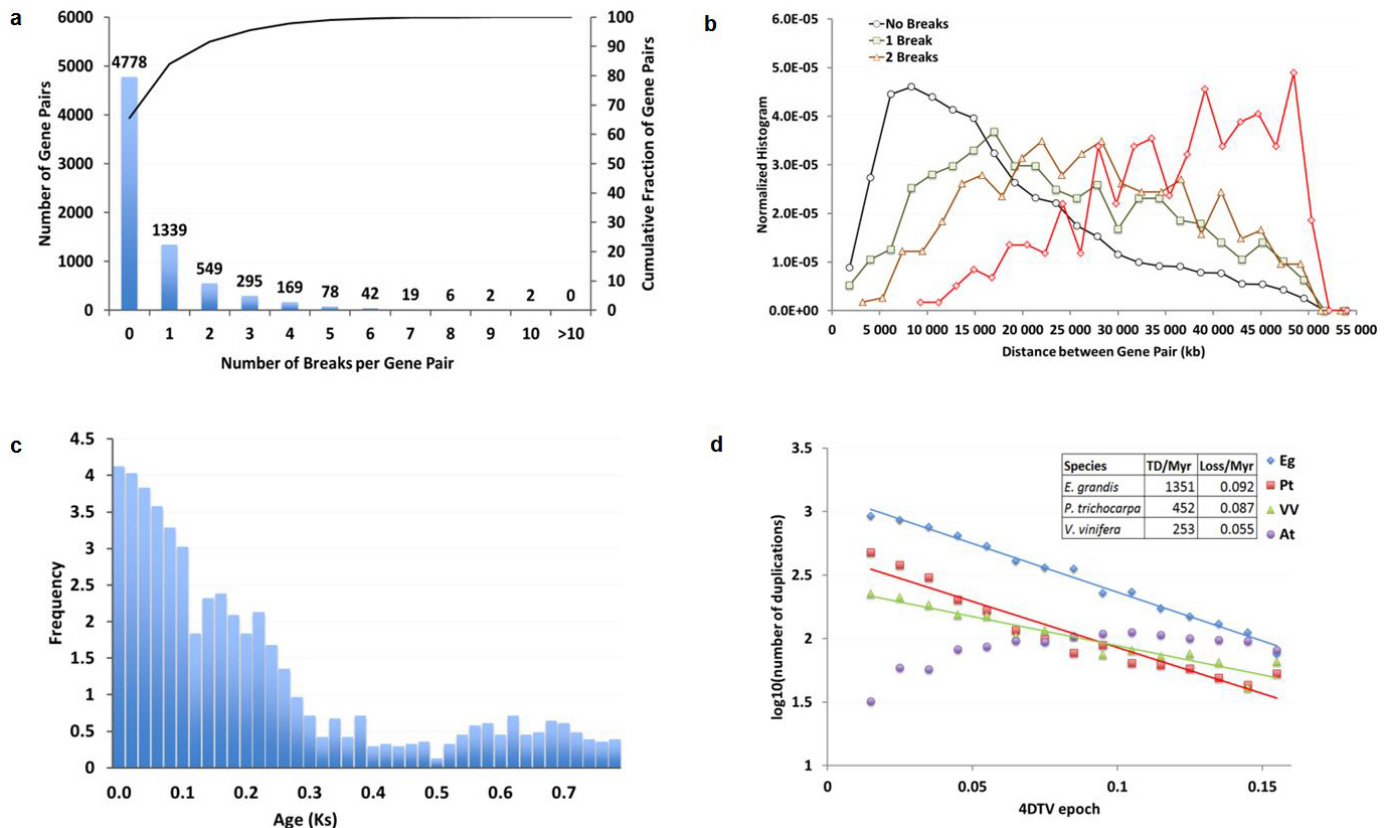 a
6000
5000
4000
3000
2000
1000
0
Number of Gene Pairs
4778
1339
549
295
169
78
42
19
6
2
2
0
100
90
80
70
60
50
40
30
20
10
0
Cumulative Fraction of Gene Pairs
0 1 2 3 4 5 6 7 8 9 10 >10
Number of Breaks per Gene Pair
b
No Breaks
1 Break
2 Breaks
6.0E-05
5.0E-05
4.0E-05
3.0E-05
2.0E-05
1.0E-05
0.0E+00
Normalized Histogram
0 5 000 10 000 15 000 20 000 25 000 30 000 35 000 40 000 45 000 50 000 55 000
Distance between Gene Pair (kb)
c
4.5
4
3.5
3
2.5
2
1.5
1
0.5
0
Frequency
0.0 0.1 0.2 0.3 0.4 0.5 0.6 0.7
Age (Ks)
d
3.5
3
2.5
2
1.5
1
log10(number of duplications)
Species TD/Myr Loss/Myr
E. grandis 1351 0.092
P. trichocarpa 452 0.087
V. vinifera 253 0.055
Eg
Pt
VV
At
0 0.05 0.1 0.15
4DTV epoch